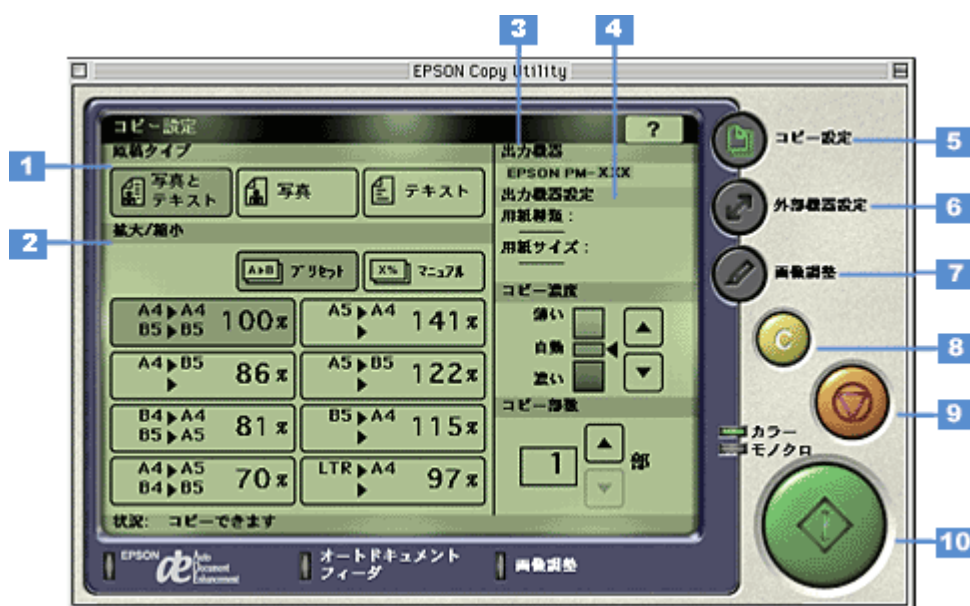 3
4
EPSON Copy Utility
コピー設定
?
1
原稿タイプ
写真と
テキスト
写真
テキスト
2
拡大/縮小
A▶B プリセット
X% マニュアル
A4▶A4
B5▶B5
100%
A5▶A4
▶
141%
A4▶B5
▶
86%
A5▶B5
▶
122%
B4▶A4
B5▶A5
81%
B5▶A4
▶
115%
A4▶A5
B4▶B5
70%
LTR▶A4
▶
97%
状況: コピーできます
出力機器
EPSON PM-XXX
出力機器設定
用紙種類:
用紙サイズ:
コピー濃度
薄い
自動
濃い
コピー部数
1
部
コピー設定
5
外部機器設定
6
画像調整
7
C
8
9
カラー
モノクロ
10
EPSON
Auto
Document
Enhancement
オートドキュメント
フィーダ
画像調整